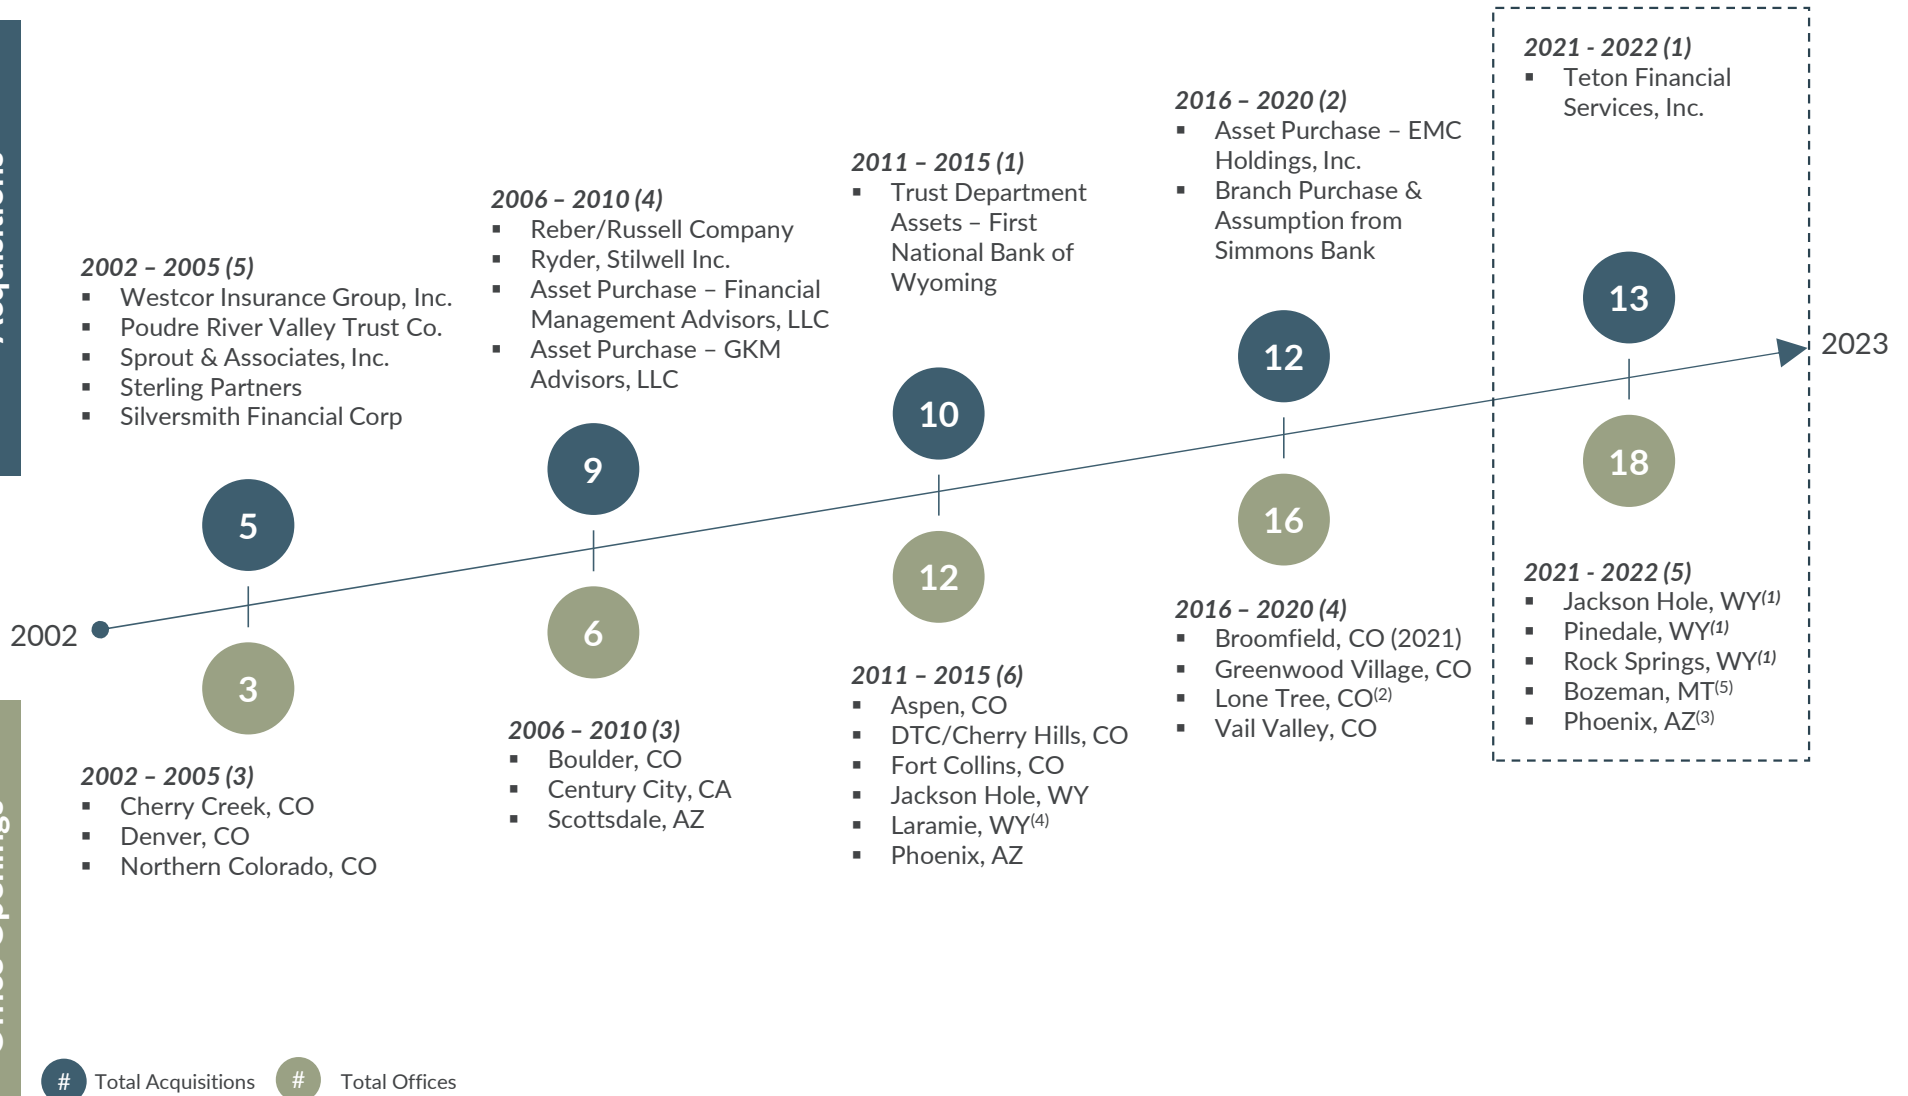 2002 – 2005 (5)
▪ Westcor Insurance Group, Inc.
▪ Poudre River Valley Trust Co.
▪ Sprout & Associates, Inc.
▪ Sterling Partners
▪ Silversmith Financial Corp
2006 – 2010 (4)
▪ Reber/Russell Company
▪ Ryder, Stilwell Inc.
▪ Asset Purchase – Financial
Management Advisors, LLC
▪ Asset Purchase – GKM
Advisors, LLC
2011 – 2015 (1)
▪ Trust Department
Assets – First
National Bank of
Wyoming
2016 – 2020 (2)
▪ Asset Purchase – EMC
Holdings, Inc.
▪ Branch Purchase &
Assumption from
Simmons Bank
2021 - 2022 (1)
▪ Teton Financial
Services, Inc.
5
9
10
12
13
2002
2023
3
6
12
16
18
2002 – 2005 (3)
▪ Cherry Creek, CO
▪ Denver, CO
▪ Northern Colorado, CO
2006 – 2010 (3)
▪ Boulder, CO
▪ Century City, CA
▪ Scottsdale, AZ
2011 – 2015 (6)
▪ Aspen, CO
▪ DTC/Cherry Hills, CO
▪ Fort Collins, CO
▪ Jackson Hole, WY
▪ Laramie, WY(4)
▪ Phoenix, AZ
2016 – 2020 (4)
▪ Broomfield, CO (2021)
▪ Greenwood Village, CO
▪ Lone Tree, CO(2)
▪ Vail Valley, CO
2021 - 2022 (5)
▪ Jackson Hole, WY(1)
▪ Pinedale, WY(1)
▪ Rock Springs, WY(1)
▪ Bozeman, MT(5)
▪ Phoenix, AZ(3)
# Total Acquisitions
# Total Offices